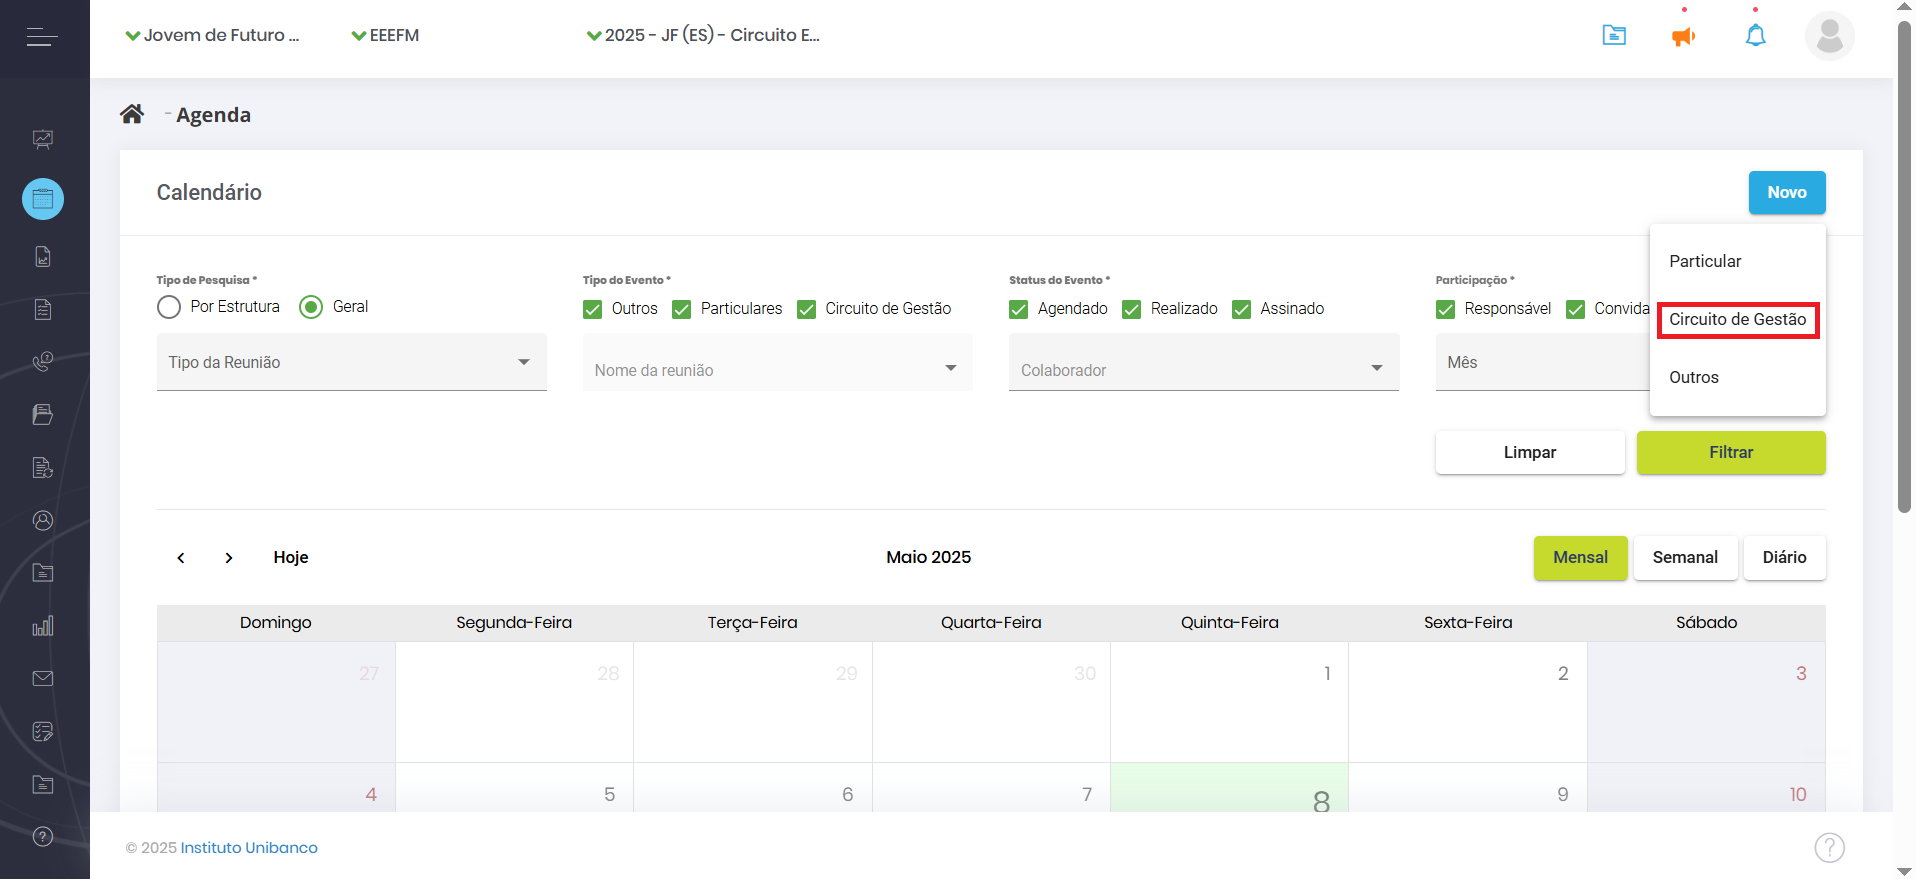 Jovem de Futuro ...
EEEFM
2025 - JF (ES) - Circuito E...
- Agenda
Calendário
Novo
Particular
Circuito de Gestão
Outros
Tipo de Pesquisa *
Por Estrutura
Geral
Tipo da Reunião
Tipo do Evento *
Outros
Particulares
Circuito de Gestão
Nome da reunião
Status do Evento *
Agendado
Realizado
Assinado
Colaborador
Participação *
Responsável
Convida
Mês
Limpar
Filtrar
Hoje
Maio 2025
Mensal
Semanal
Diário
Domingo
Segunda-Feira
Terça-Feira
Quarta-Feira
Quinta-Feira
Sexta-Feira
Sábado
27
28
29
30
1
2
3
4
5
6
7
8
9
10
© 2025 Instituto Unibanco
?